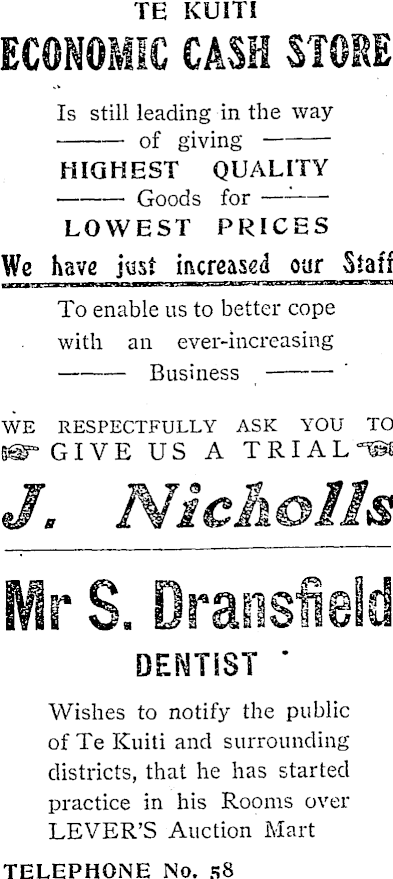 TE KUITI
ECONOMIC CASH STORE
Is still leading in the way
of giving
HIGHEST QUALITY
Goods for
LOWEST PRICES
We have just increased our Staff
To enable us to better cope
with an ever-increasing
Business
WE RESPECTFULLY ASK YOU TO
GIVE US A TRIAL
J. Nicholls
Mr S. Dransfield
DENTIST
Wishes to notify the public
of Te Kuiti and surrounding
districts, that he has started
practice in his Rooms over
LEVER'S Auction Mart
TELEPHONE No. 58